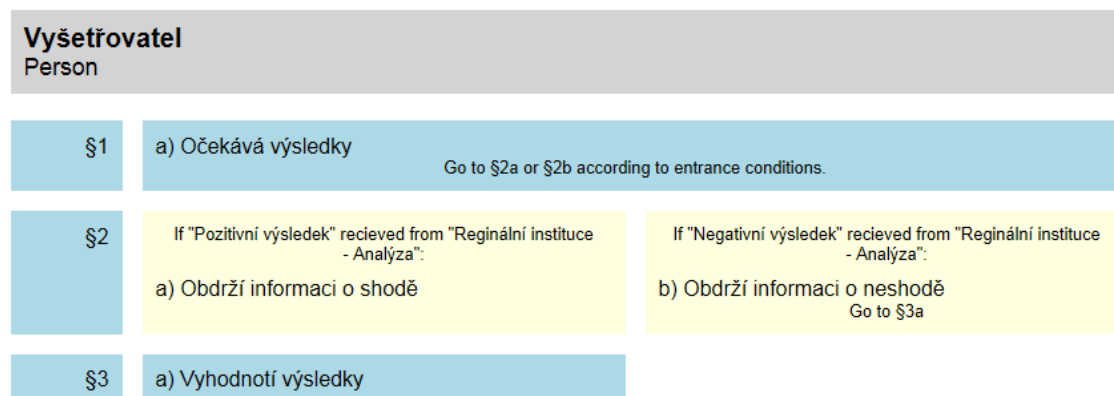 Vyšetřovatel
Person
§1
a) Očekává výsledky
Go to §2a or §2b according to entrance conditions.
§2
If "Pozitivní výsledek" recieved from "Reginální instituce
- Analýza":
a) Obdrží informaci o shodě
If "Negativní výsledek" recieved from "Reginální instituce
- Analýza":
b) Obdrží informaci o neshodě
Go to §3a
§3
a) Vyhodnotí výsledky